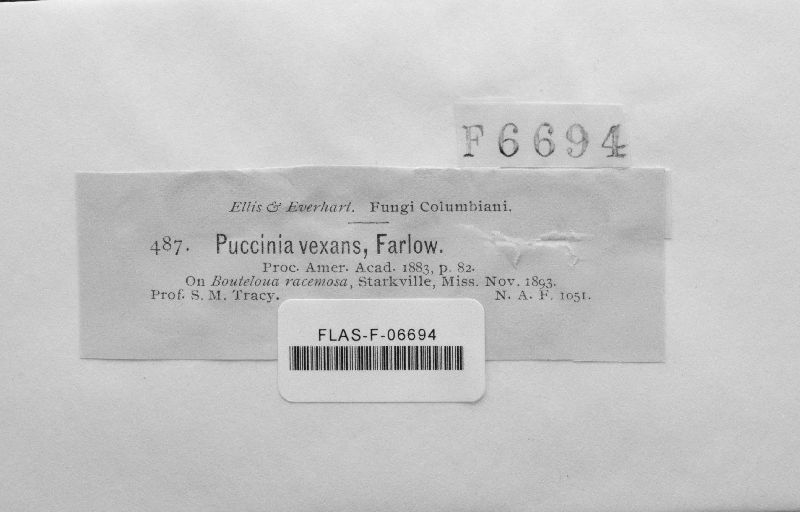 F6694
Ellis & Everhart. Fungi Columbiani.
487. Puccinia vexans, Farlow.
Proc. Amer. Acad. 1883, p. 82.
On Bouteloua racemosa, Starkville, Miss. Nov. 1893.
Prof. S. M. Tracy. N. A. F. 1051.
FLAS-F-06694